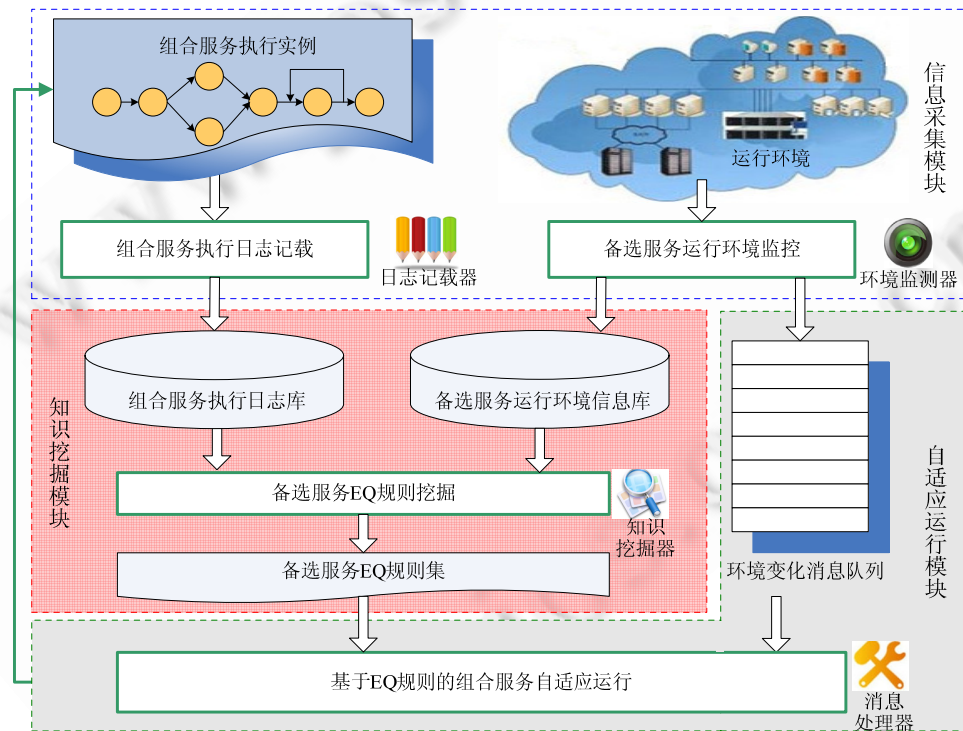 组合服务执行实例
运行环境
信息采集模块
组合服务执行日志记载
日志记载器
备选服务运行环境监控
环境监测器
组合服务执行日志库
备选服务运行环境信息库
知识挖掘模块
备选服务EQ规则挖掘
知识
挖掘器
备选服务EQ规则集
环境变化消息队列
自适应运行模块
基于EQ规则的组合服务自适应运行
消息
处理器